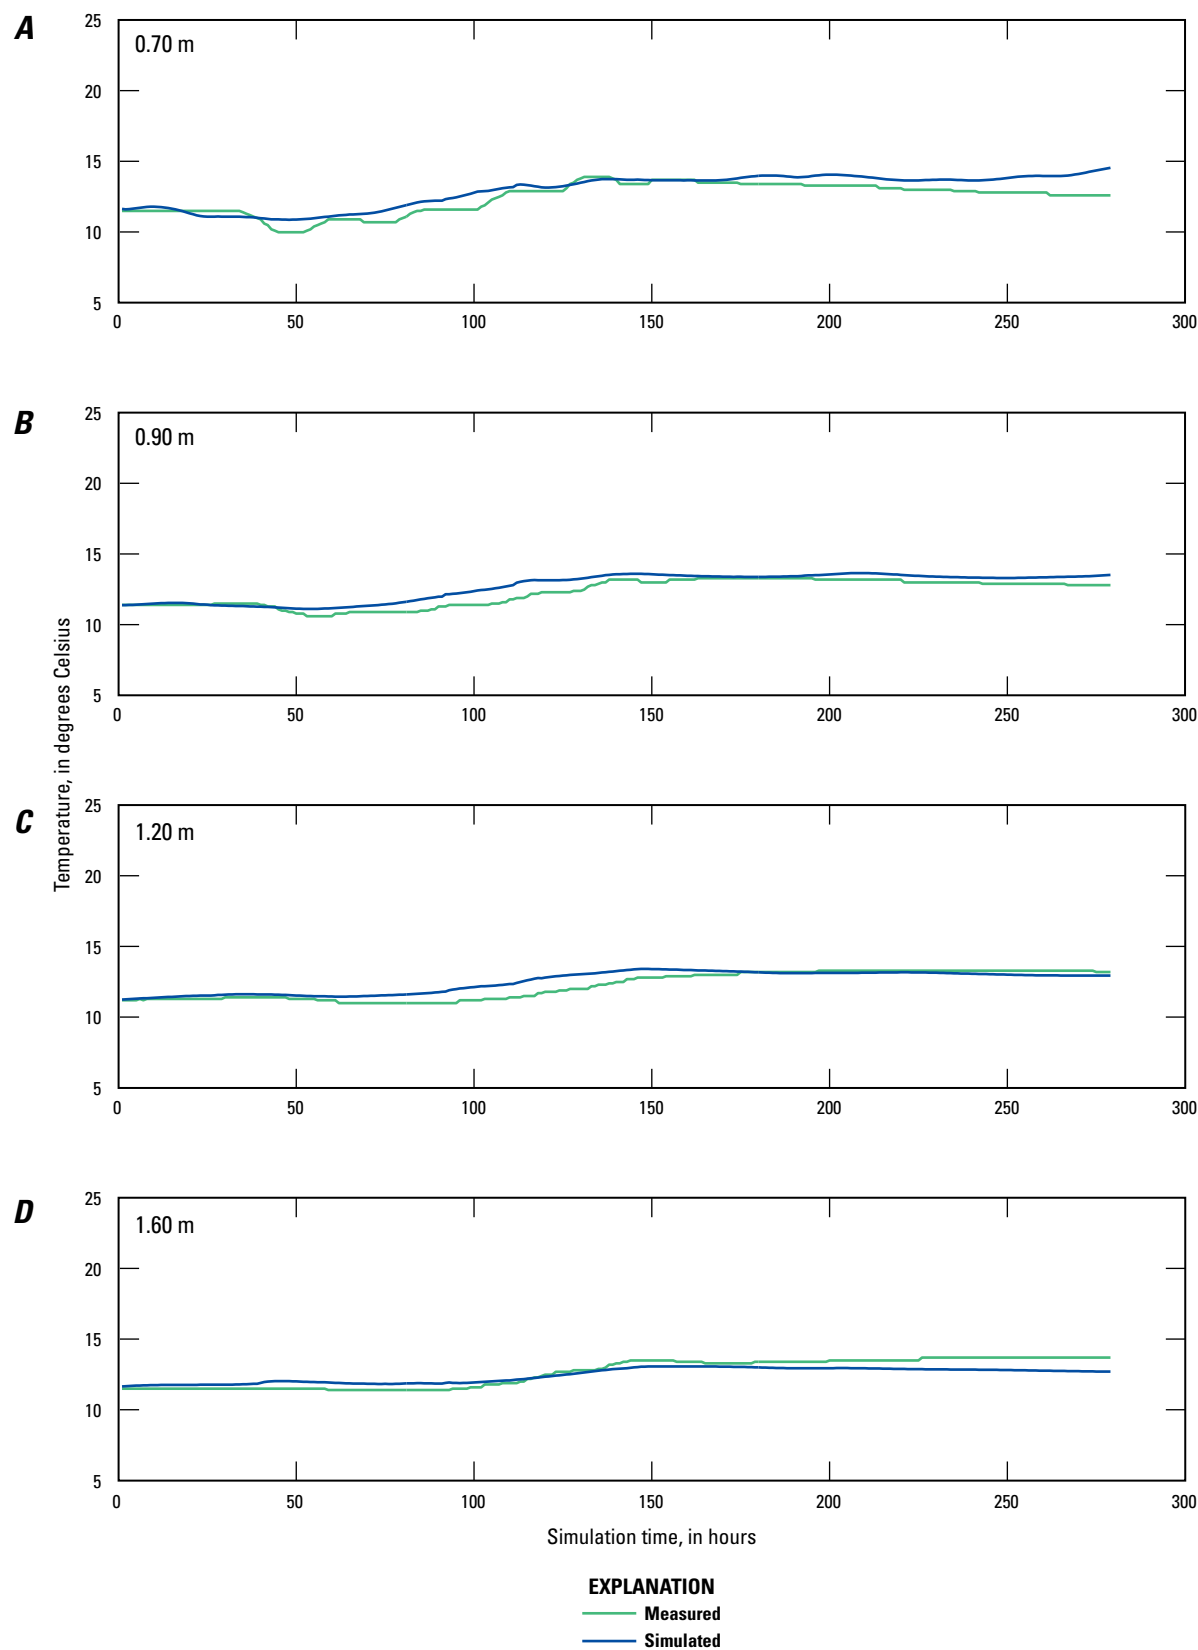 A
0.70 m
25
20
15
10
5
0 50 100 150 200 250 300
B
0.90 m
25
20
15
10
5
0 50 100 150 200 250 300
Temperature, in degrees Celsius
C
1.20 m
25
20
15
10
5
0 50 100 150 200 250 300
D
1.60 m
25
20
15
10
5
0 50 100 150 200 250 300
Simulation time, in hours
EXPLANATION
Measured
Simulated